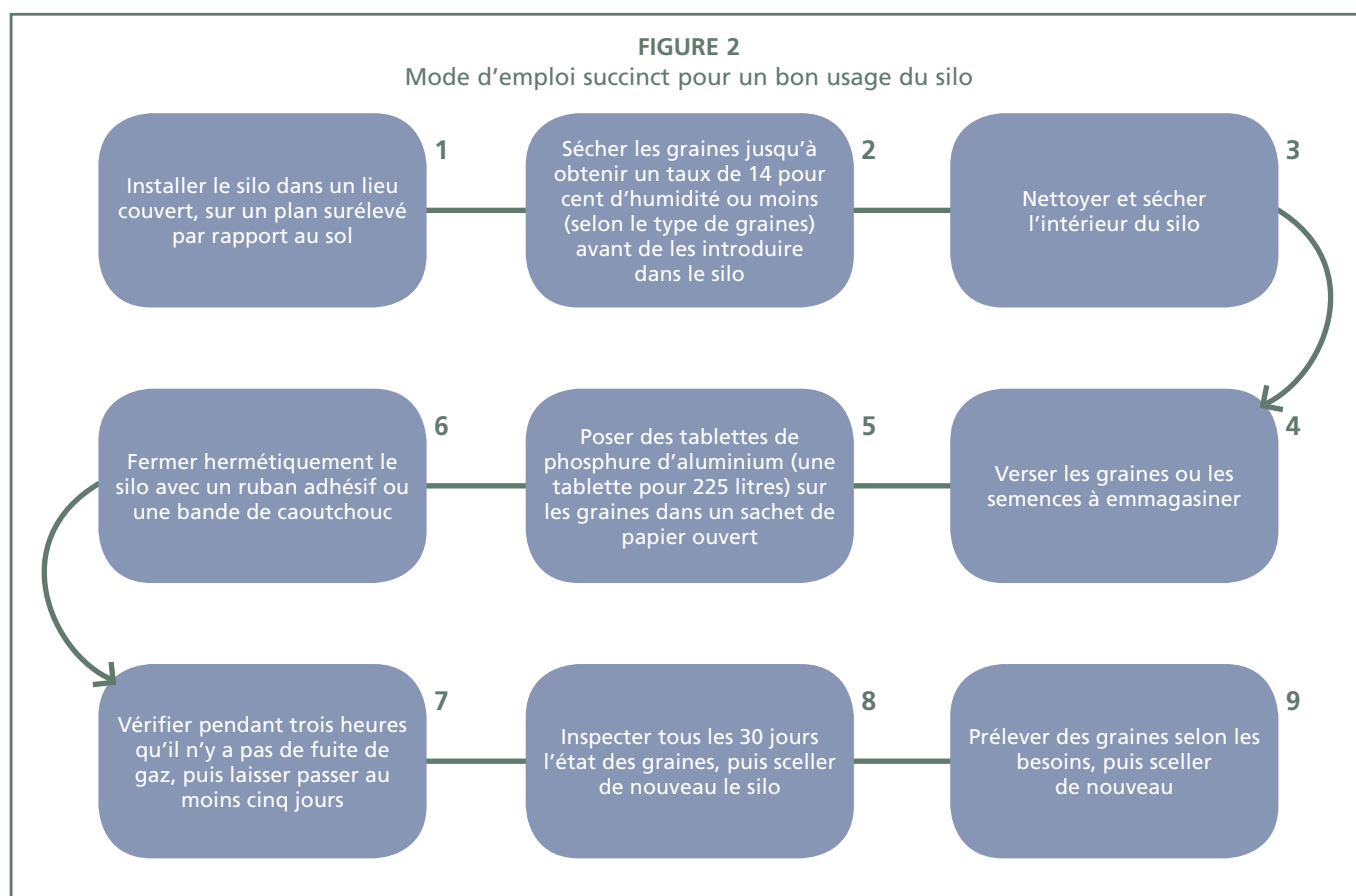 FIGURE 2
Mode d'emploi succinct pour un bon usage du silo
1
Installer le silo dans un lieu
couvert, sur un plan surélevé
par rapport au sol
2
Sécher les graines jusqu'à
obtenir un taux de 14 pour
cent d'humidité ou moins
(selon le type de graines)
avant de les introduire
dans le silo
3
Nettoyer et sécher
l'intérieur du silo
4
Verser les graines ou les
semences à emmagasiner
5
Poser des tablettes de
phosphure d'aluminium (une
tablette pour 225 litres) sur
les graines dans un sachet de
papier ouvert
6
Fermer hermétiquement le
silo avec un ruban adhésif ou
une bande de caoutchouc
7
Vérifier pendant trois heures
qu'il n'y a pas de fuite de
gaz, puis laisser passer au
moins cinq jours
8
Inspecter tous les 30 jours
l'état des graines, puis sceller
de nouveau le silo
9
Prélever des graines selon les
besoins, puis sceller
de nouveau